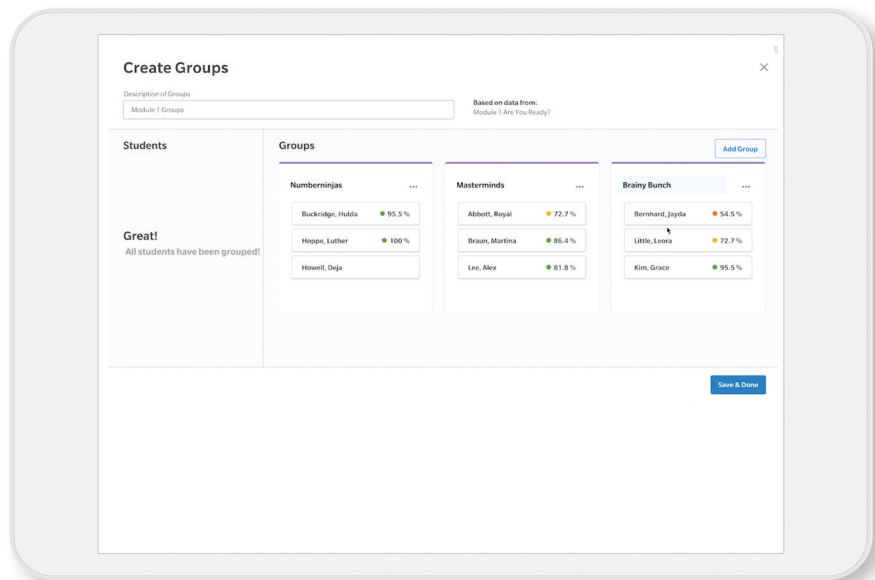 Create Groups
Description of Groups
Module 1 Groups
Based on data from:
Module 1 Are You Ready?
Students
Groups
Add Group
Great!
All students have been grouped!
Numberninjas
Buckridge, Hulda 95.5 %
Hoppe, Luther 100 %
Howell, Deja
Masterminds
Abbott, Royal 72.7 %
Braun, Martina 86.4 %
Lee, Alex 81.8 %
Brainy Bunch
Bernhard, Jayda 54.5 %
Little, Leora 72.7 %
Kim, Grace 95.5 %
Save & Done